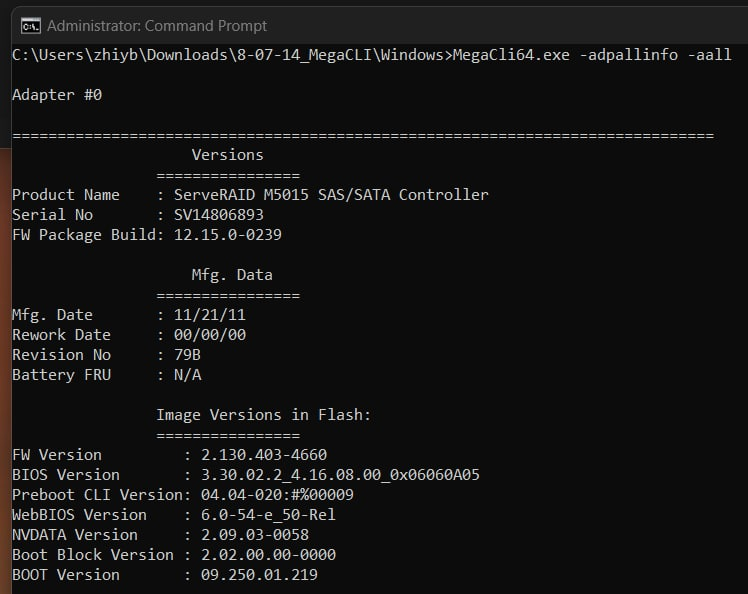 Administrator: Command Prompt
C:\Users\zhiyb\Downloads\8-07-14_MegaCLI\Windows>MegaCli64.exe -adpallinfo -aall
Adapter #0
==============================================================================
Versions
================
Product Name    : ServeRAID M5015 SAS/SATA Controller
Serial No       : SV14806893
FW Package Build: 12.15.0-0239
Mfg. Data
================
Mfg. Date       : 11/21/11
Rework Date     : 00/00/00
Revision No     : 79B
Battery FRU     : N/A
Image Versions in Flash:
================
FW Version         : 2.130.403-4660
BIOS Version       : 3.30.02.2_4.16.08.00_0x06060A05
Preboot CLI Version: 04.04-020:#%00009
WebBIOS Version    : 6.0-54-e_50-Rel
NVDATA Version     : 2.09.03-0058
Boot Block Version : 2.02.00.00-0000
BOOT Version       : 09.250.01.219